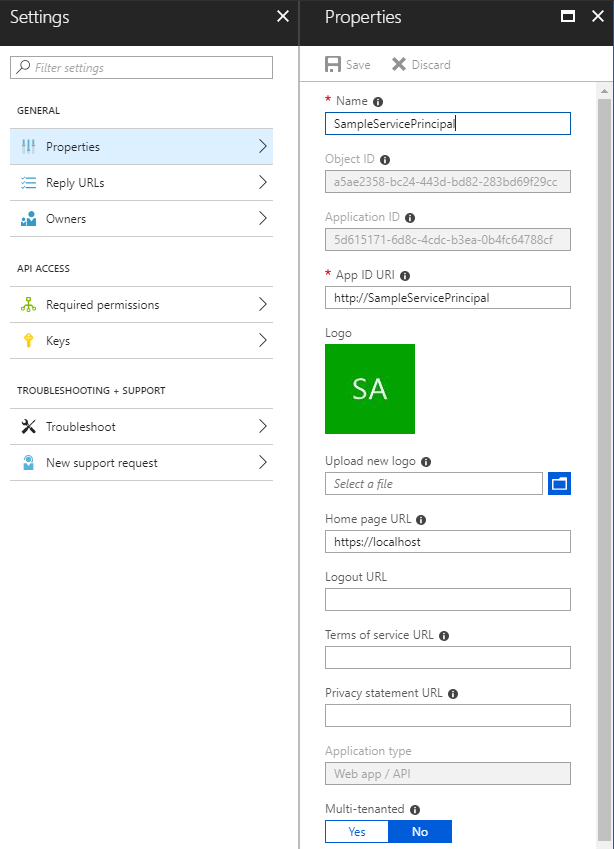 Settings
Filter settings
GENERAL
Properties
Reply URLs
Owners
API ACCESS
Required permissions
Keys
TROUBLESHOOTING + SUPPORT
Troubleshoot
New support request
Properties
Save Discard
* Name
SampleServicePrincipal
Object ID
a5ae2358-bc24-443d-bd82-283bd69f29cc
Application ID
5d615171-6d8c-4cdc-b3ea-0b4fc64788cf
* App ID URI
http://SampleServicePrincipal
Logo
SA
Upload new logo
Select a file
Home page URL
https://localhost
Logout URL
Terms of service URL
Privacy statement URL
Application type
Web app / API
Multi-tenanted
Yes No